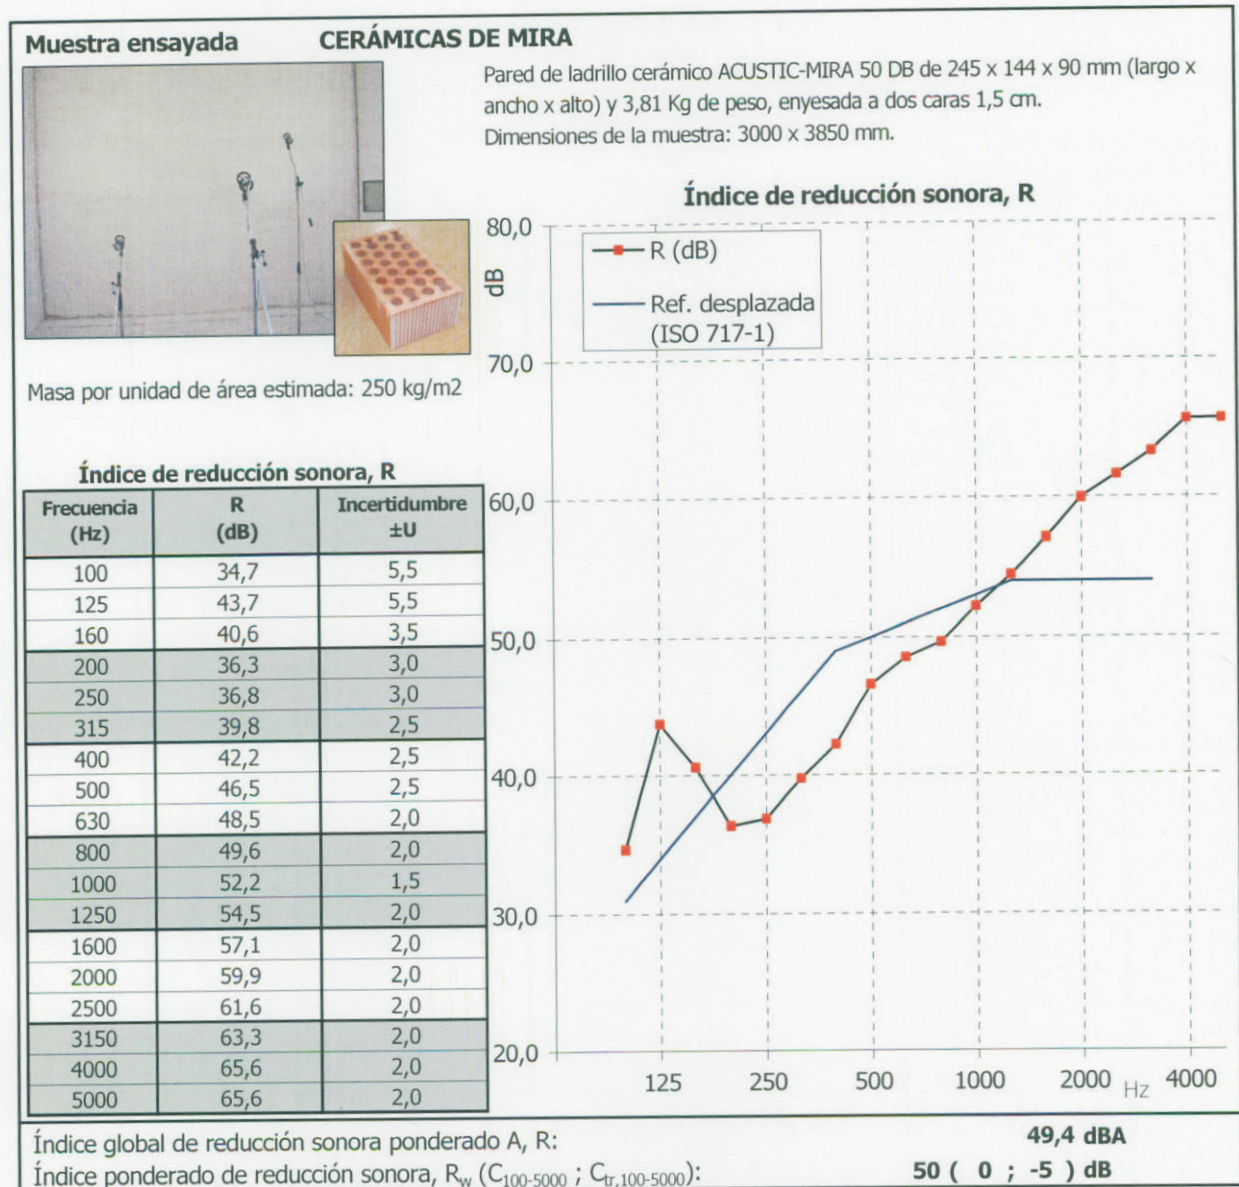 Muestra ensayada CERÁMICAS DE MIRA
Pared de ladrillo cerámico ACUSTIC-MIRA 50 DB de 245 x 144 x 90 mm (largo x
ancho x alto) y 3,81 Kg de peso, enyesada a dos caras 1,5 cm.
Dimensiones de la muestra: 3000 x 3850 mm.
Masa por unidad de área estimada: 250 kg/m2
Índice de reducción sonora, R
Frecuencia (Hz) R (dB) Incertidumbre ±U
100 34,7 5,5
125 43,7 5,5
160 40,6 3,5
200 36,3 3,0
250 36,8 3,0
315 39,8 2,5
400 42,2 2,5
500 46,5 2,5
630 48,5 2,0
800 49,6 2,0
1000 52,2 1,5
1250 54,5 2,0
1600 57,1 2,0
2000 59,9 2,0
2500 61,6 2,0
3150 63,3 2,0
4000 65,6 2,0
5000 65,6 2,0
Índice de reducción sonora, R
80,0
dB
R (dB)
Ref. desplazada
(ISO 717-1)
70,0
60,0
50,0
40,0
30,0
20,0
125 250 500 1000 2000 Hz 4000
Índice global de reducción sonora ponderado A, R: 49,4 dBA
Índice ponderado de reducción sonora, Rw (C100-5000 ; Ctr,100-5000): 50 ( 0 ; -5 ) dB